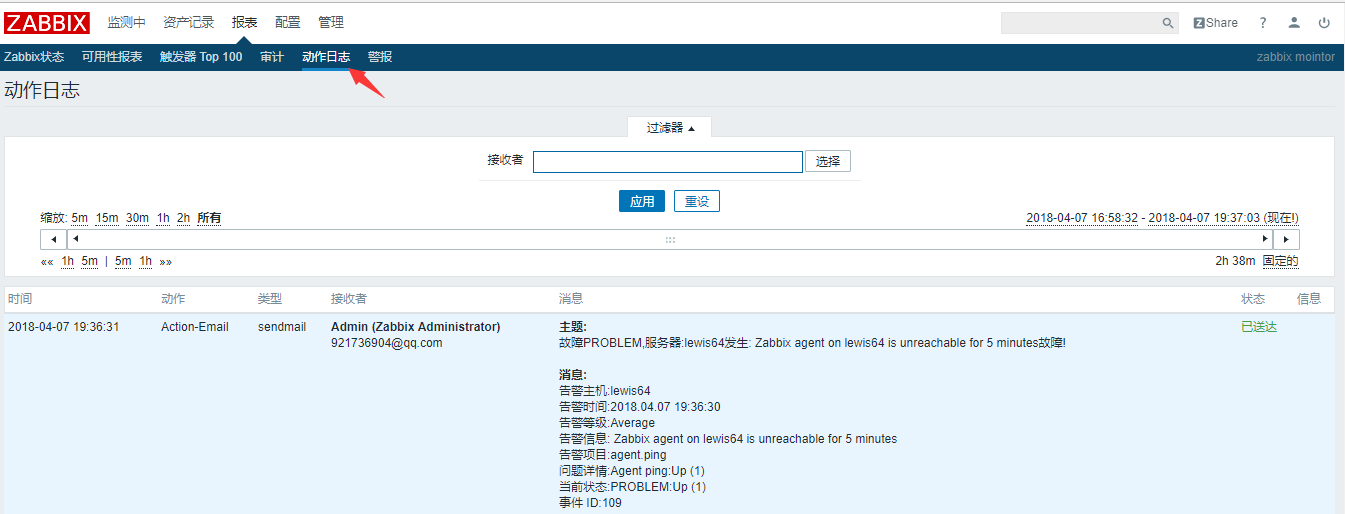 ZABBIX 监测中 资产记录 报表 配置 管理 Z Share ?
Zabbix状态 可用性报表 触发器 Top 100 审计 动作日志 警报 zabbix mointor
动作日志
过滤器
接收者 选择
应用 重设
缩放: 5m 15m 30m 1h 2h 所有 2018-04-07 16:58:32 - 2018-04-07 19:37:03 (现在!)
«« 1h 5m | 5m 1h »» 2h 38m 固定的
时间 动作 类型 接收者 消息 状态 信息
2018-04-07 19:36:31 Action-Email sendmail Admin (Zabbix Administrator) 主题: 已送达
921736904@qq.com 故障PROBLEM,服务器:lewis64发生: Zabbix agent on lewis64 is unreachable for 5 minutes故障!
消息:
告警主机:lewis64
告警时间:2018.04.07 19:36:30
告警等级:Average
告警信息: Zabbix agent on lewis64 is unreachable for 5 minutes
告警项目:agent.ping
问题详情:Agent ping:Up (1)
当前状态:PROBLEM:Up (1)
事件 ID:109